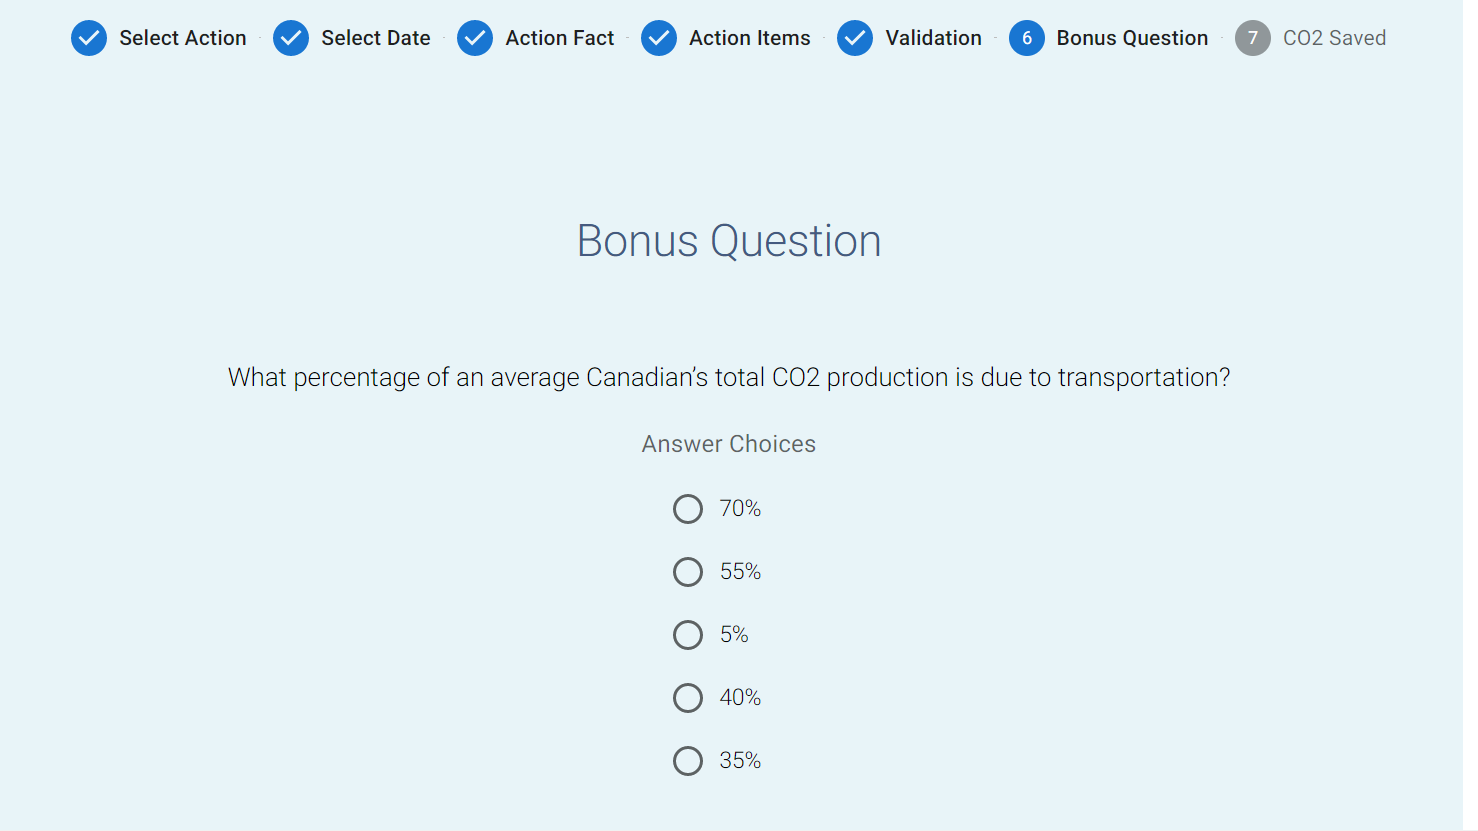 Select Action
Select Date
Action Fact
Action Items
Validation
6 Bonus Question
7 CO2 Saved
Bonus Question
What percentage of an average Canadian’s total CO2 production is due to transportation?
Answer Choices
70%
55%
5%
40%
35%